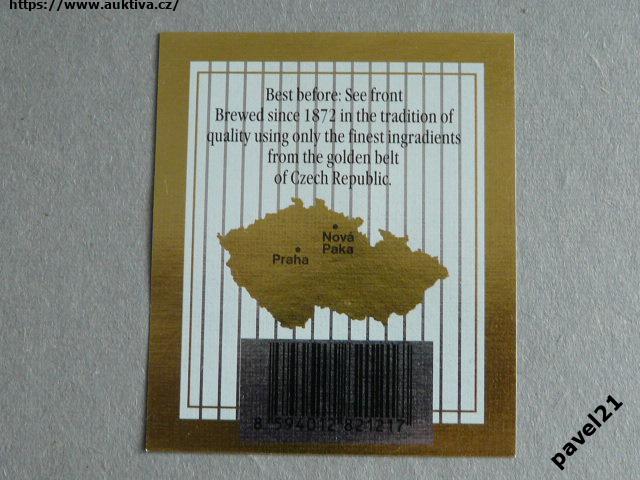 https://www.auktiva.cz/
Best before: See front
Brewed since 1872 in the tradition of
quality using only the finest ingradients
from the golden belt
of Czech Republic.
Nová
Paka
Praha
8 594012 821217
pavel21